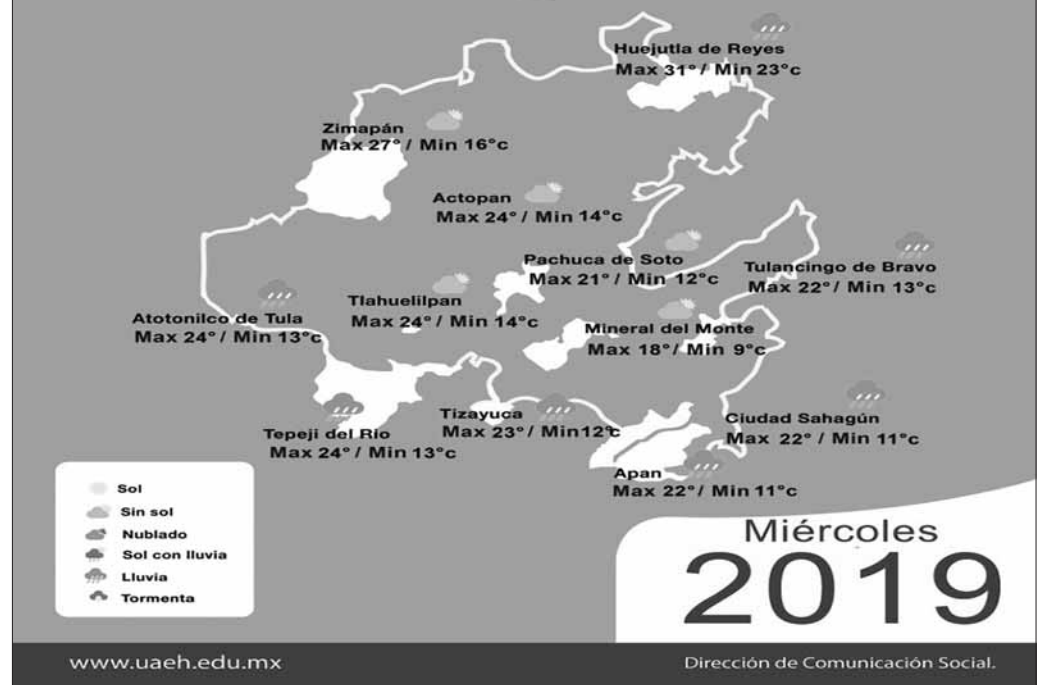 Huejutla de Reyes
Max 31° / Min 23°c
Zimapán
Max 27° / Min 16°c
Actopan
Max 24° / Min 14°c
Pachuca de Soto
Max 21° / Min 12°c
Tulancingo de Bravo
Max 22° / Min 13°c
Tlahuelilpan
Max 24° / Min 14°c
Atotonilco de Tula
Max 24° / Min 13°c
Mineral del Monte
Max 18° / Min 9°c
Tizayuca
Max 23° / Min12°c
Ciudad Sahagún
Max 22° / Min 11°c
Tepeji del Río
Max 24° / Min 13°c
Apan
Max 22° / Min 11°c
Sol
Sin sol
Nublado
Sol con lluvia
Lluvia
Tormenta
Miércoles
2019
www.uaeh.edu.mx
Dirección de Comunicación Social.